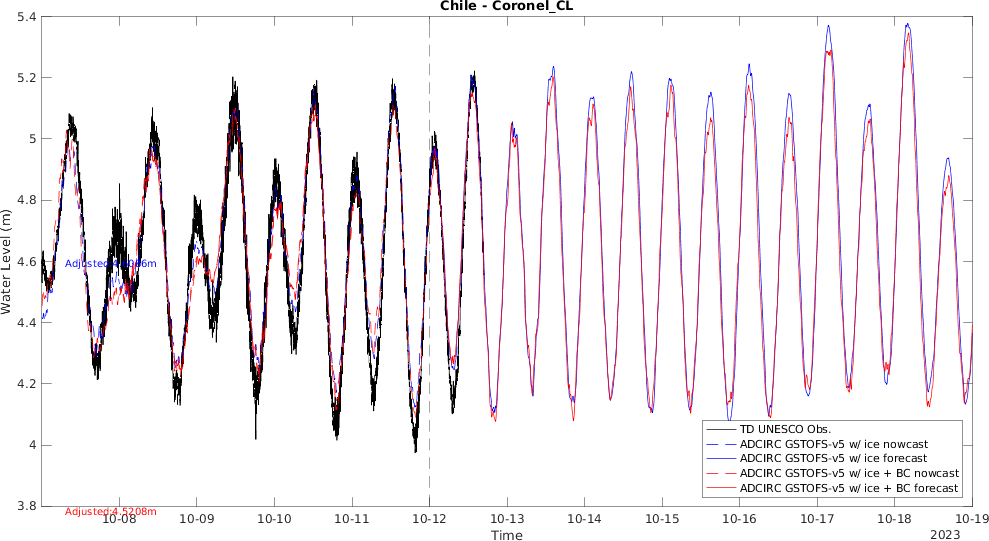 Chile - Coronel_CL
5.4
5.2
5
4.8
4.6
4.4
4.2
4
3.8
Water Level (m)
TD UNESCO Obs.
ADCIRC GSTOFS-v5 w/ ice nowcast
ADCIRC GSTOFS-v5 w/ ice forecast
ADCIRC GSTOFS-v5 w/ ice + BC nowcast
ADCIRC GSTOFS-v5 w/ ice + BC forecast
Adjusted:4.5208m
10-08 10-09 10-10 10-11 10-12 10-13 10-14 10-15 10-16 10-17 10-18 10-19
Time
2023